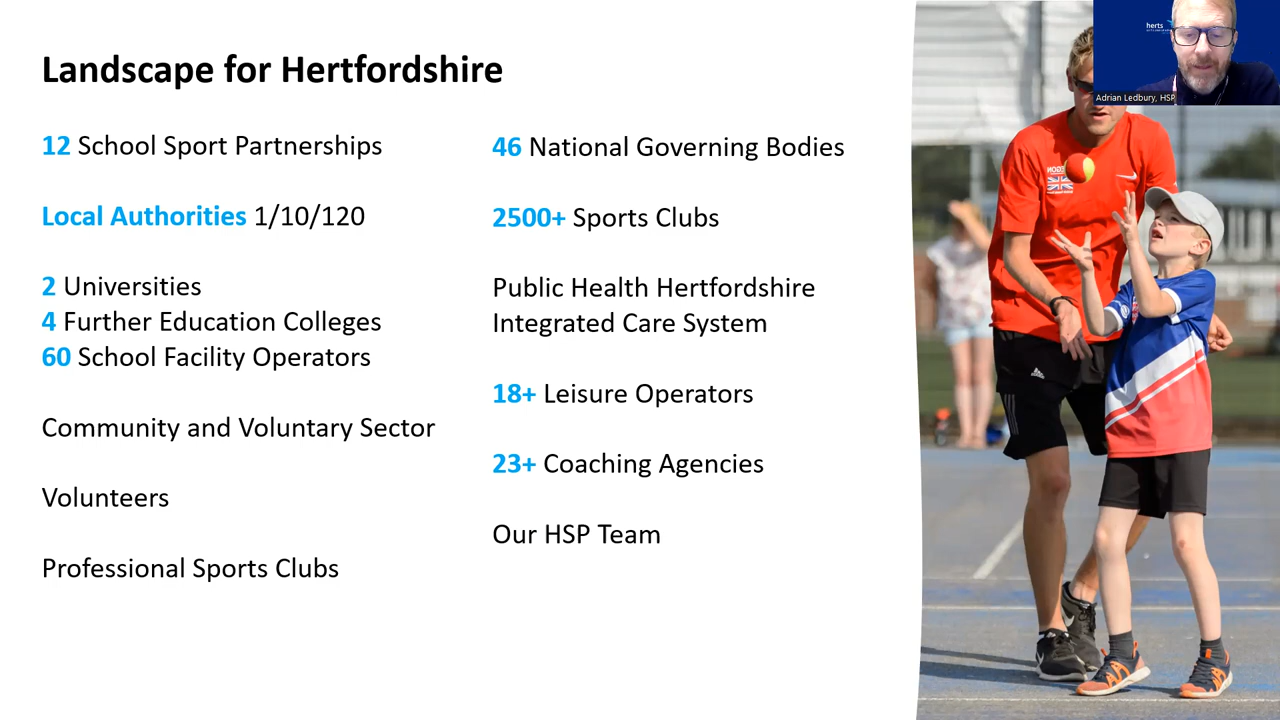 Landscape for Hertfordshire
12 School Sport Partnerships
Local Authorities 1/10/120
2 Universities
4 Further Education Colleges
60 School Facility Operators
Community and Voluntary Sector
Volunteers
Professional Sports Clubs
46 National Governing Bodies
2500+ Sports Clubs
Public Health Hertfordshire
Integrated Care System
18+ Leisure Operators
23+ Coaching Agencies
Our HSP Team
herts
Adrian Ledbury, HSP